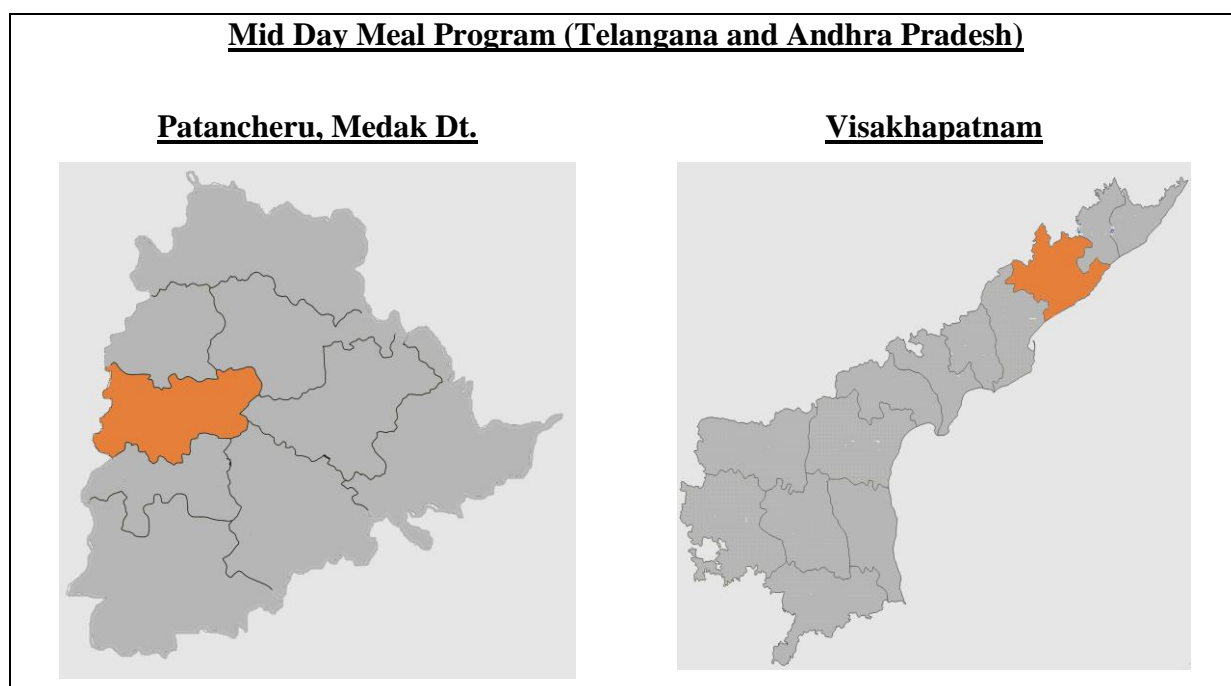 Mid Day Meal Program (Telangana and Andhra Pradesh)
Patancheru, Medak Dt.
Visakhapatnam